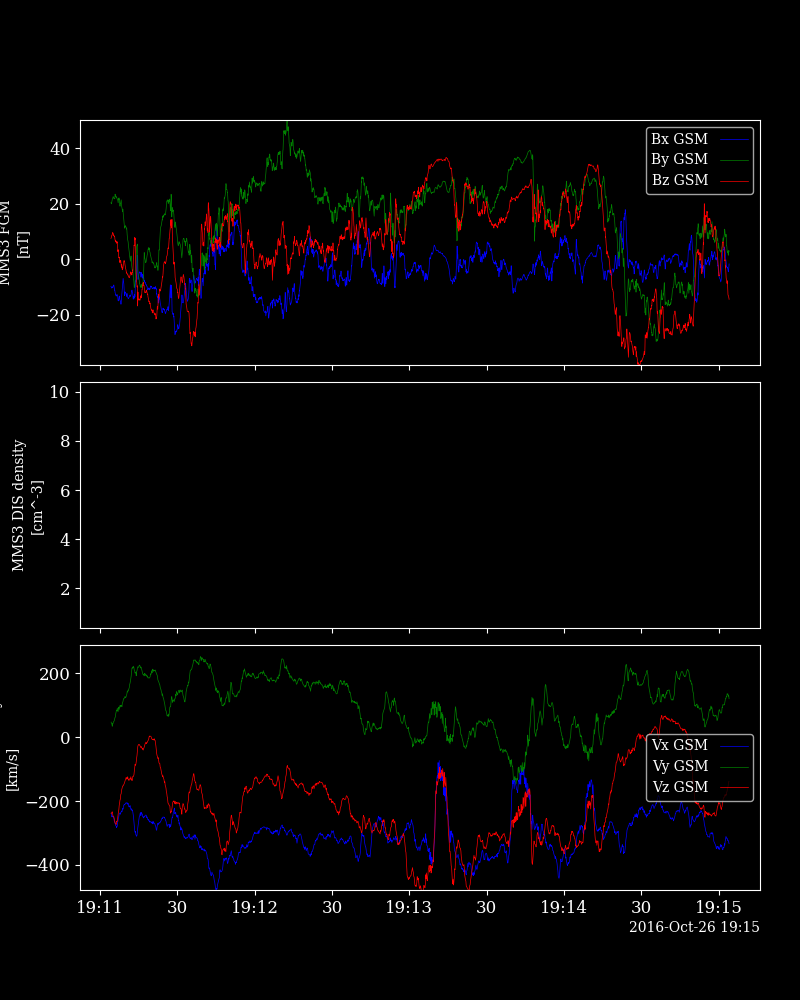 MMS3 FGM
[nT]
40
20
0
−20
Bx GSM
By GSM
Bz GSM
MMS3 DIS density
[cm^-3]
10
8
6
4
2
[km/s]
200
0
−200
−400
Vx GSM
Vy GSM
Vz GSM
19:11
30
19:12
30
19:13
30
19:14
30
19:15
2016-Oct-26 19:15